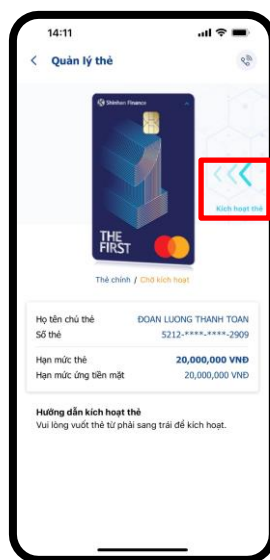 14:11
Quản lý thẻ
Shinhan Finance
THE
FIRST
Kích hoạt thẻ
Thẻ chính / Chờ kích hoạt
Họ tên chủ thẻ ĐOAN LUONG THANH TOAN
Số thẻ 5212-****-****-2909
Hạn mức thẻ 20,000,000 VNĐ
Hạn mức ứng tiền mặt 20,000,000 VNĐ
Hướng dẫn kích hoạt thẻ
Vui lòng vuốt thẻ từ phải sang trái để kích hoạt.